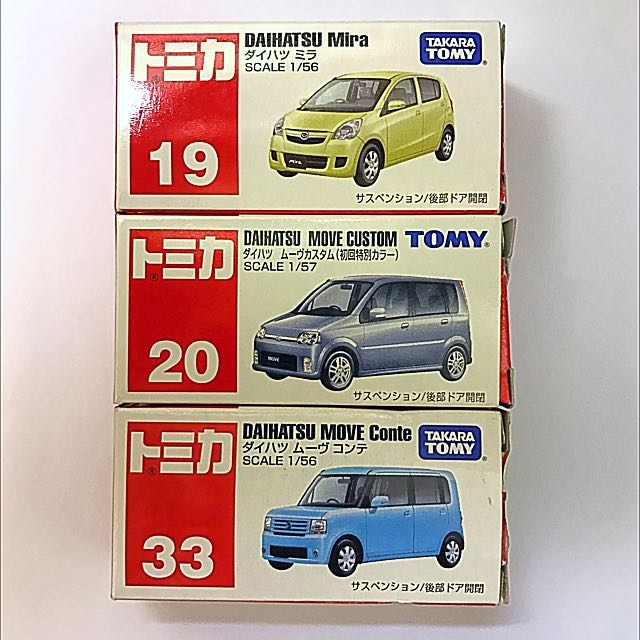 トミカ
19
DAIHATSU Mira
ダイハツ ミラ
SCALE 1/56
TAKARA
TOMY®
Mira
サスペンション/後部ドア開閉
トミカ®
20
DAIHATSU MOVE CUSTOM
ダイハツ ムーヴカスタム(初回特別カラー)
SCALE 1/57
TOMY®
MOVE
サスペンション/後部ドア開閉
トミカ®
33
DAIHATSU MOVE Conte
ダイハツ ムーヴ コンテ
SCALE 1/56
TAKARA
TOMY®
サスペンション/後部ドア開閉